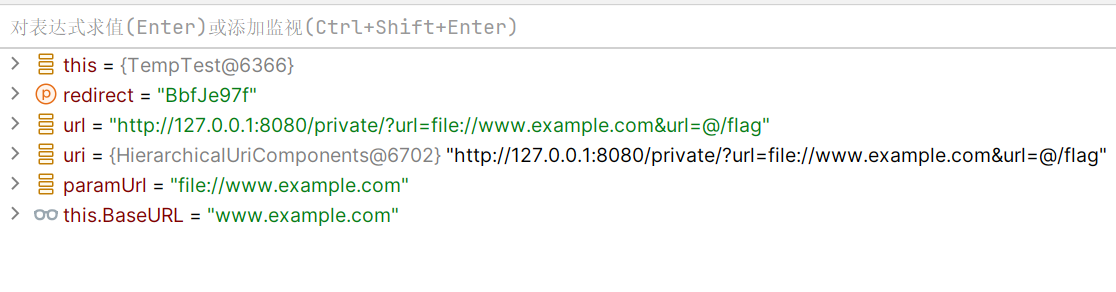 对表达式求值(Enter)或添加监视(Ctrl+Shift+Enter)
this = {TempTest@6366}
redirect = "BbfJe97f"
url = "http://127.0.0.1:8080/private/?url=file://www.example.com&url=@/flag"
uri = {HierarchicalUriComponents@6702} "http://127.0.0.1:8080/private/?url=file://www.example.com&url=@/flag"
paramUrl = "file://www.example.com"
this.BaseURL = "www.example.com"